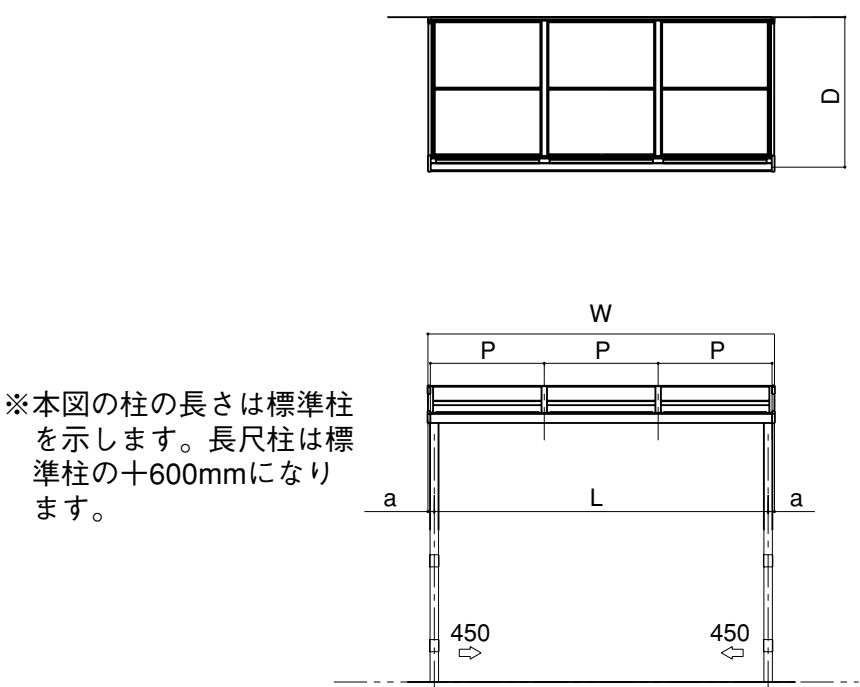 D
W
P P P
※本図の柱の長さは標準柱
を示します。長尺柱は標
準柱の十600mmになり
ます。
a L a
450 450